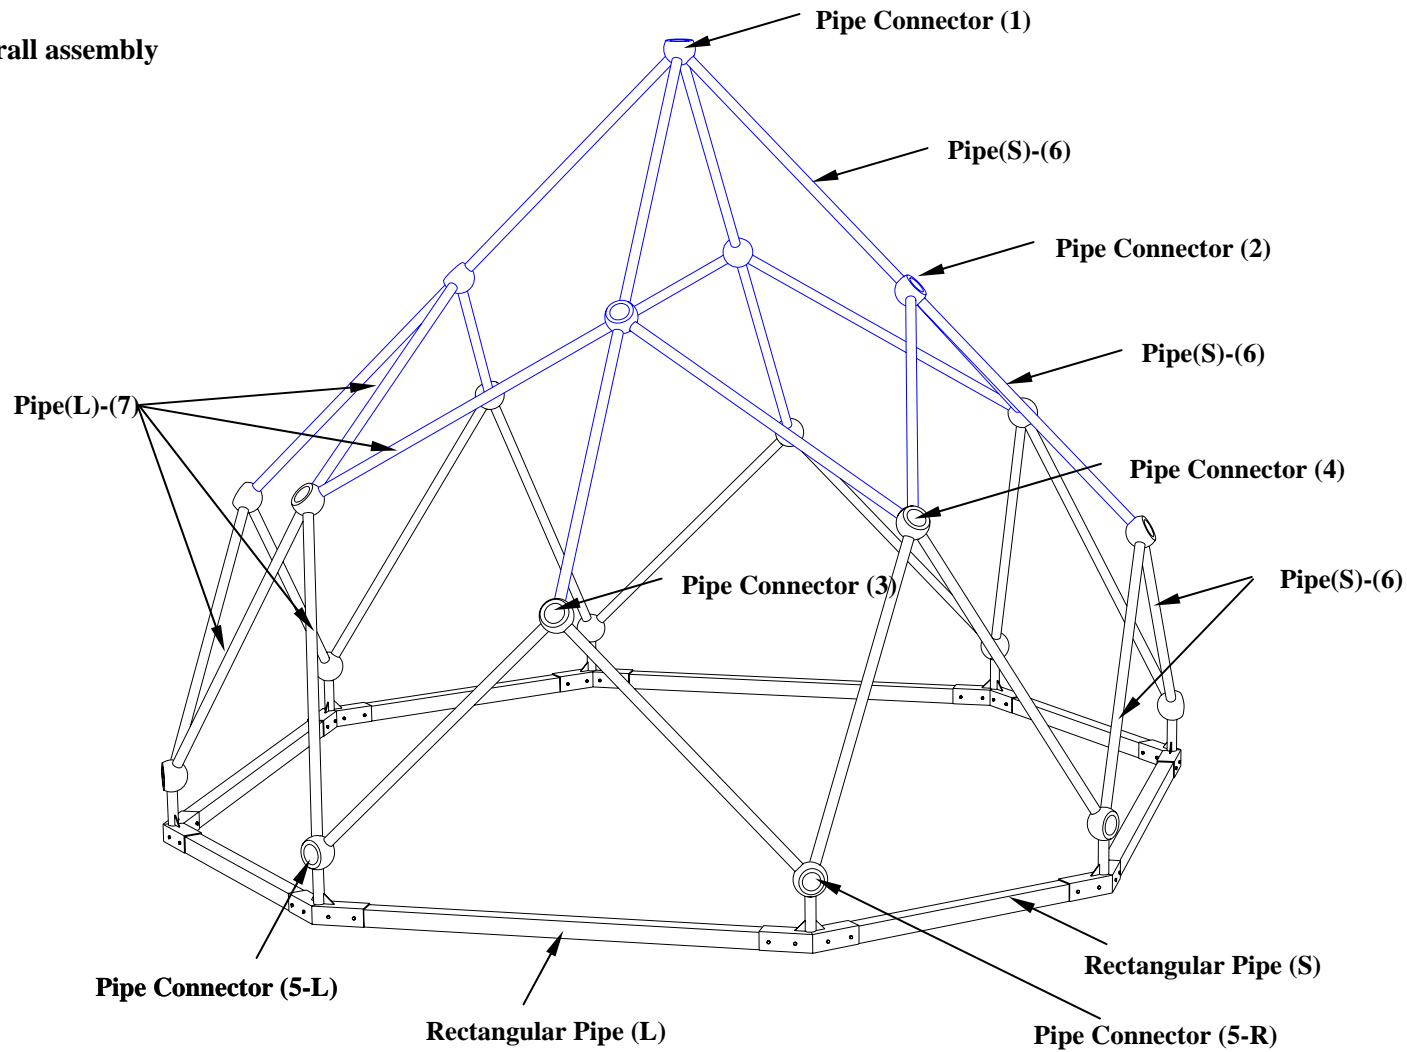 Pipe Connector (1)
rall assembly
Pipe(S)-(6)
Pipe Connector (2)
Pipe(S)-(6)
Pipe(L)-(7)
Pipe Connector (4)
Pipe Connector (3)
Pipe(S)-(6)
Rectangular Pipe (S)
Pipe Connector (5-L)
Rectangular Pipe (L)
Pipe Connector (5-R)